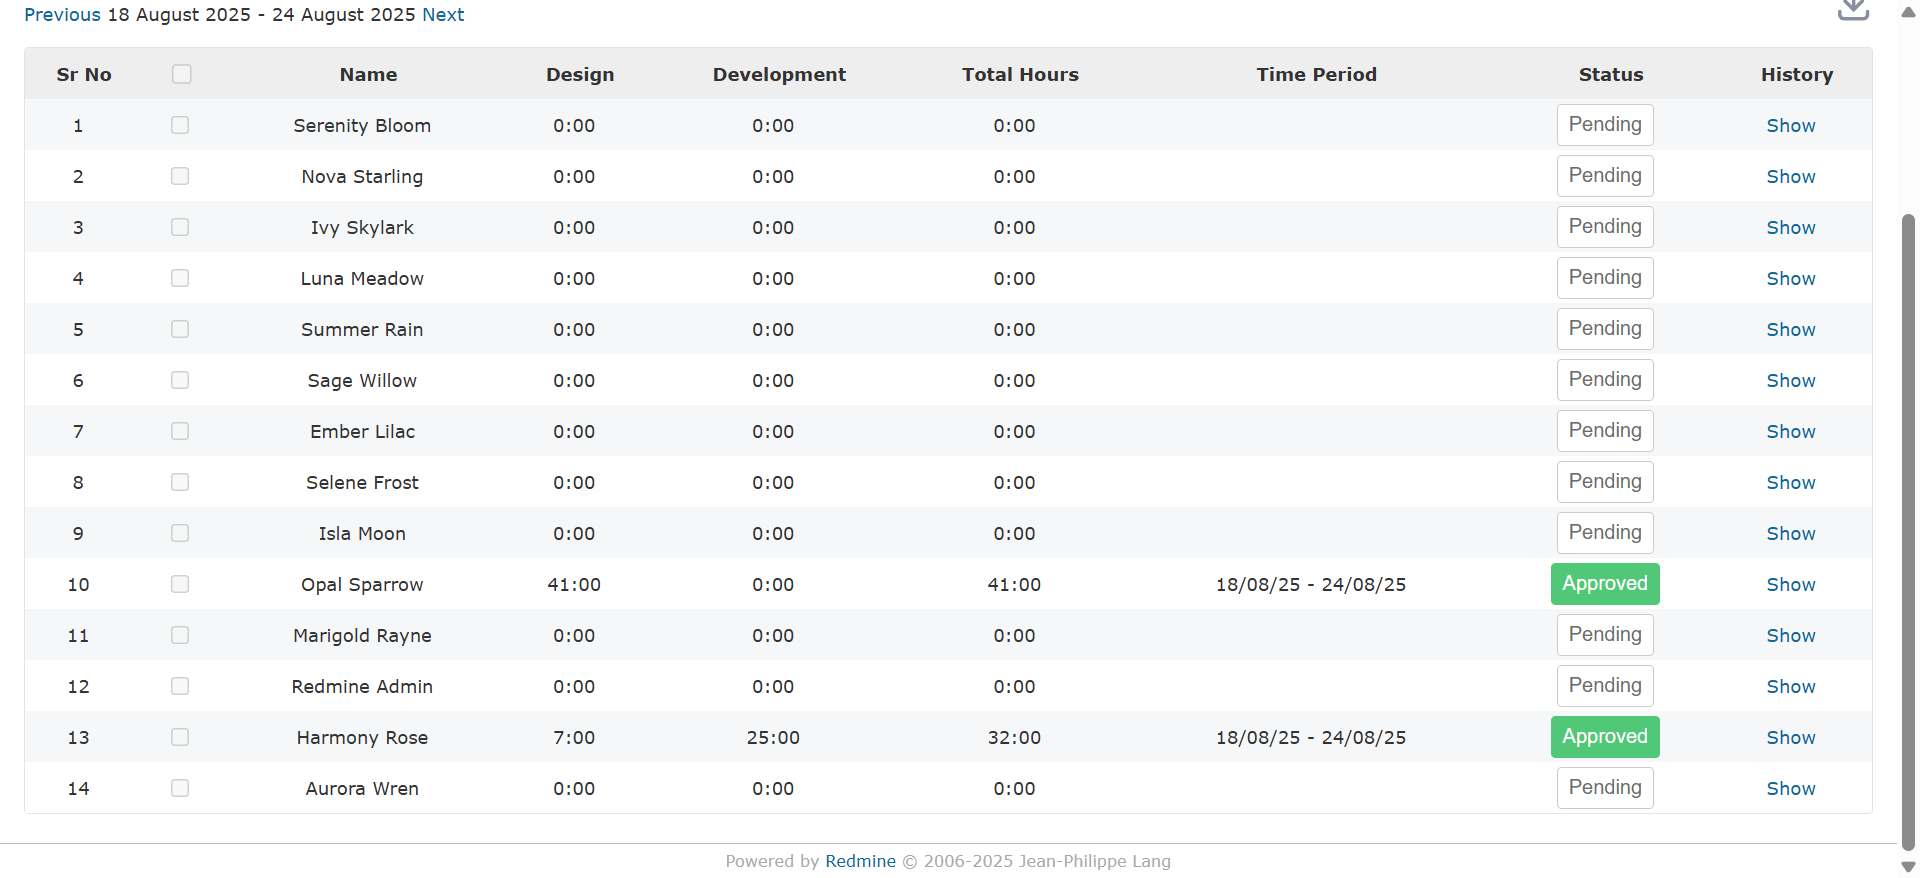 Previous 18 August 2025 - 24 August 2025 Next
Sr No Name Design Development Total Hours Time Period Status History
1 Serenity Bloom 0:00 0:00 0:00 Pending Show
2 Nova Starling 0:00 0:00 0:00 Pending Show
3 Ivy Skylark 0:00 0:00 0:00 Pending Show
4 Luna Meadow 0:00 0:00 0:00 Pending Show
5 Summer Rain 0:00 0:00 0:00 Pending Show
6 Sage Willow 0:00 0:00 0:00 Pending Show
7 Ember Lilac 0:00 0:00 0:00 Pending Show
8 Selene Frost 0:00 0:00 0:00 Pending Show
9 Isla Moon 0:00 0:00 0:00 Pending Show
10 Opal Sparrow 41:00 0:00 41:00 18/08/25 - 24/08/25 Approved Show
11 Marigold Rayne 0:00 0:00 0:00 Pending Show
12 Redmine Admin 0:00 0:00 0:00 Pending Show
13 Harmony Rose 7:00 25:00 32:00 18/08/25 - 24/08/25 Approved Show
14 Aurora Wren 0:00 0:00 0:00 Pending Show
Powered by Redmine © 2006-2025 Jean-Philippe Lang